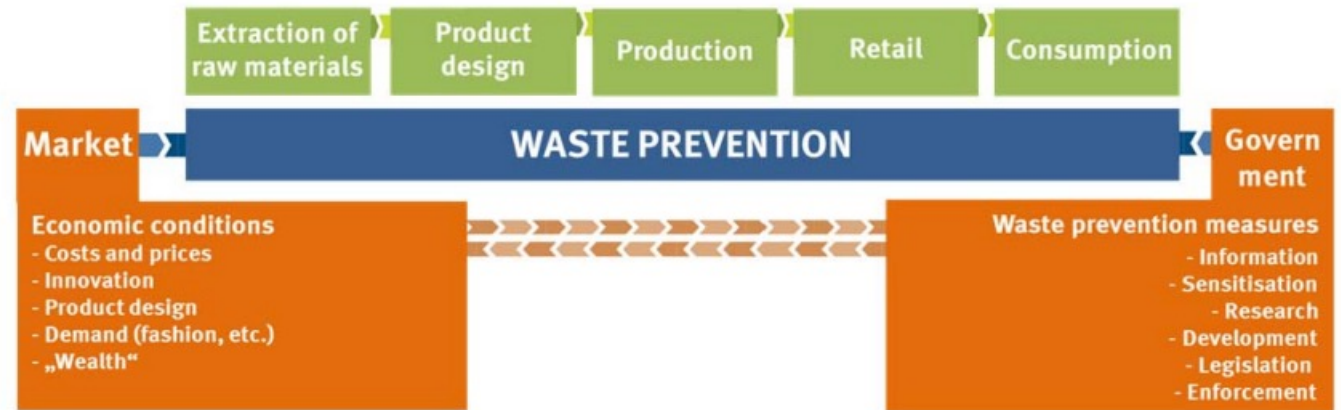 Extraction of
raw materials
Product
design
Production
Retail
Consumption
Market
WASTE PREVENTION
Govern
ment
Economic conditions
- Costs and prices
- Innovation
- Product design
- Demand (fashion, etc.)
- „Wealth“
Waste prevention measures
- Information
- Sensitisation
- Research
- Development
- Legislation
- Enforcement